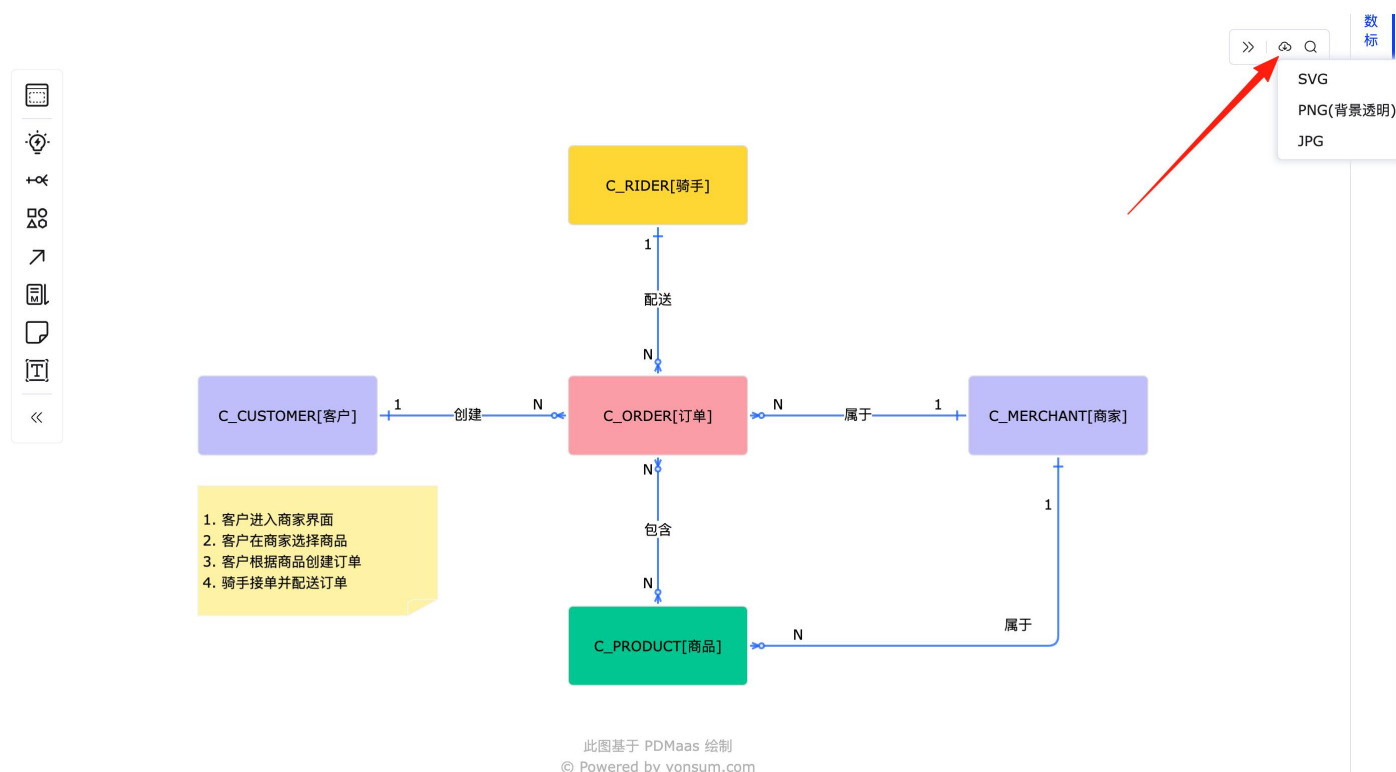 数
标
SVG
PNG(背景透明)
JPG
C_RIDER[骑手]
1
配送
N
C_CUSTOMER[客户]
1
创建
N
C_ORDER[订单]
N
属于
1
C_MERCHANT[商家]
N
包含
N
1
属于
N
C_PRODUCT[商品]
1. 客户进入商家界面
2. 客户在商家选择商品
3. 客户根据商品创建订单
4. 骑手接单并配送订单
此图基于 PDMaas 绘制
© Powered by yonsum.com